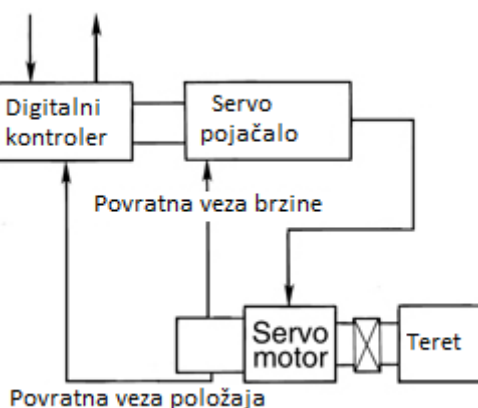 Digitalni
kontroler
Servo
pojačalo
Povratna veza brzine
Servo
motor
Teret
Povratna veza položaja